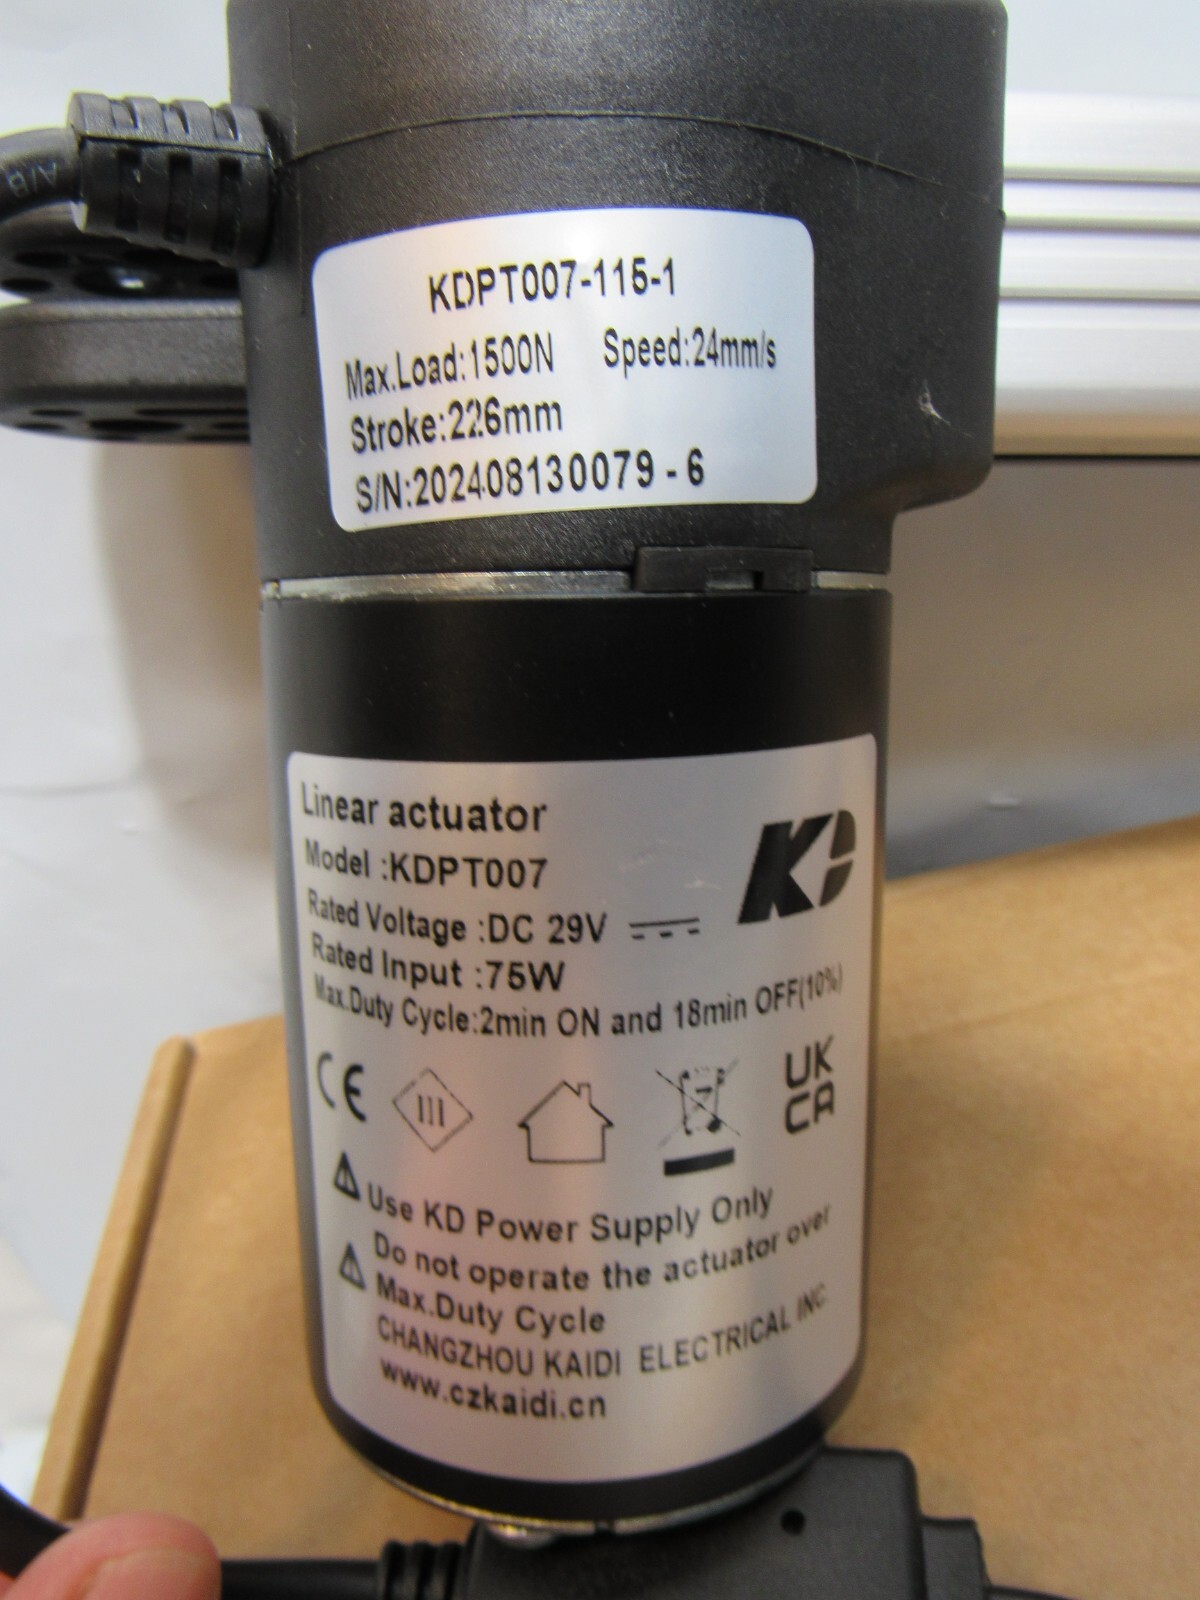 A/B
KDPT007-115-1
Max.Load:1500N Speed:24mm/s
Stroke:226mm
S/N:202408130079 - 6
Linear actuator
KD
Model :KDPT007
Rated Voltage :DC 29V
Rated Input :75W
Max.Duty Cycle:2min ON and 18min OFF(10%)
CE
III
UK
CA
Use KD Power Supply Only
Do not operate the actuator over
Max.Duty Cycle
CHANGZHOU KAIDI ELECTRICAL INC.
www.czkaidi.cn